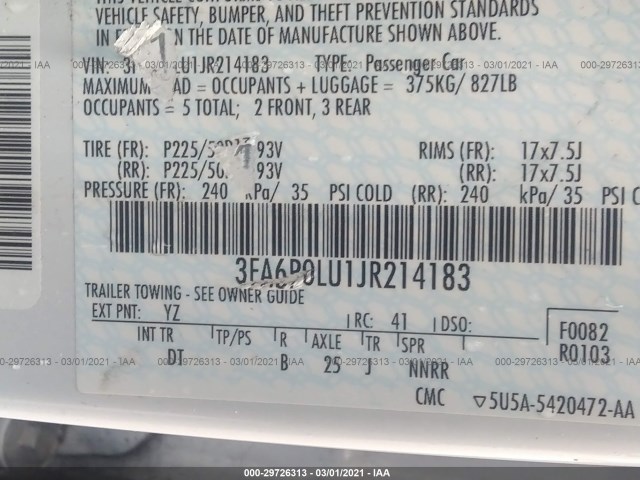 VEHICLE SAFETY, BUMPER, AND THEFT PREVENTION STANDARDS
IN ON THE DATE OF MANUFACTURE SHOWN ABOVE.
VIN: LU1JR214183 TYPE: Passenger Car
MAXIMUM = OCCUPANTS + LUGGAGE = 375KG/ 827LB
OCCUPANTS = 5 TOTAL; 2 FRONT, 3 REAR
TIRE (FR): P225/50R17 93V RIMS (FR): 17x7.5J
(RR): P225/50 93V (RR): 17x7.5J
PRESSURE (FR): 240 kPa/ 35 PSI COLD (RR): 240 kPa/ 35 PSI
3FA6P0LU1JR214183
TRAILER TOWING - SEE OWNER GUIDE
EXT PNT: YZ RC: 41 DSO: F0082
INT TR TP/PS R AXLE TR SPR R0103
DT B 25 J NNRR
CMC ▽5U5A-5420472-AA
000-29726313 - 03/01/2021 - IAA